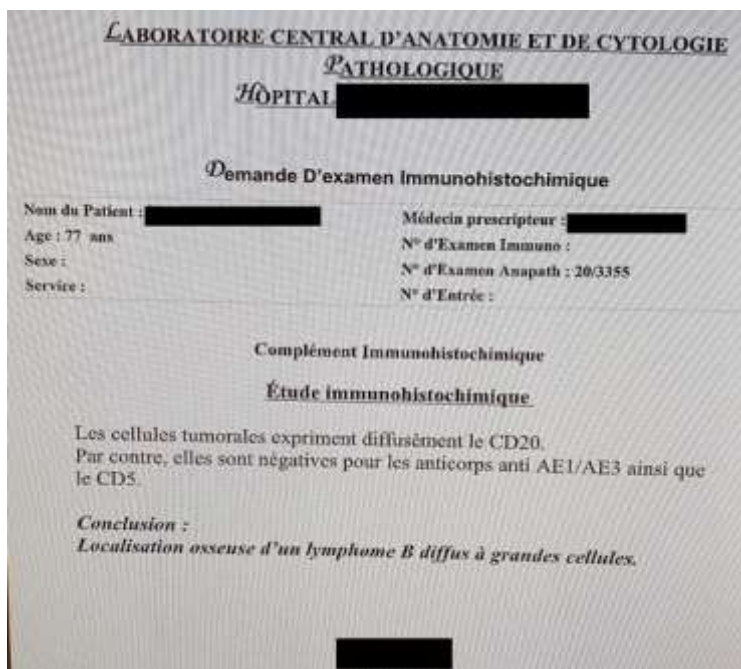 LABORATOIRE CENTRAL D'ANATOMIE ET DE CYTOLOGIE
PATHOLOGIQUE
HÒPITAL
Demande D'examen Immunohistochimique
Nom du Patient :
Age : 77 ans
Sexe :
Service :
Médecin prescripteur :
N° d'Examen Immuno :
N° d'Examen Anapath : 20/3355
N° d'Entrée :
Complément Immunohistochimique
Étude immunohistochimique
Les cellules tumorales expriment diffusément le CD20.
Par contre, elles sont négatives pour les anticorps anti AE1/AE3 ainsi que
le CD5.
Conclusion :
Localisation osseuse d'un lymphome B diffus à grandes cellules.